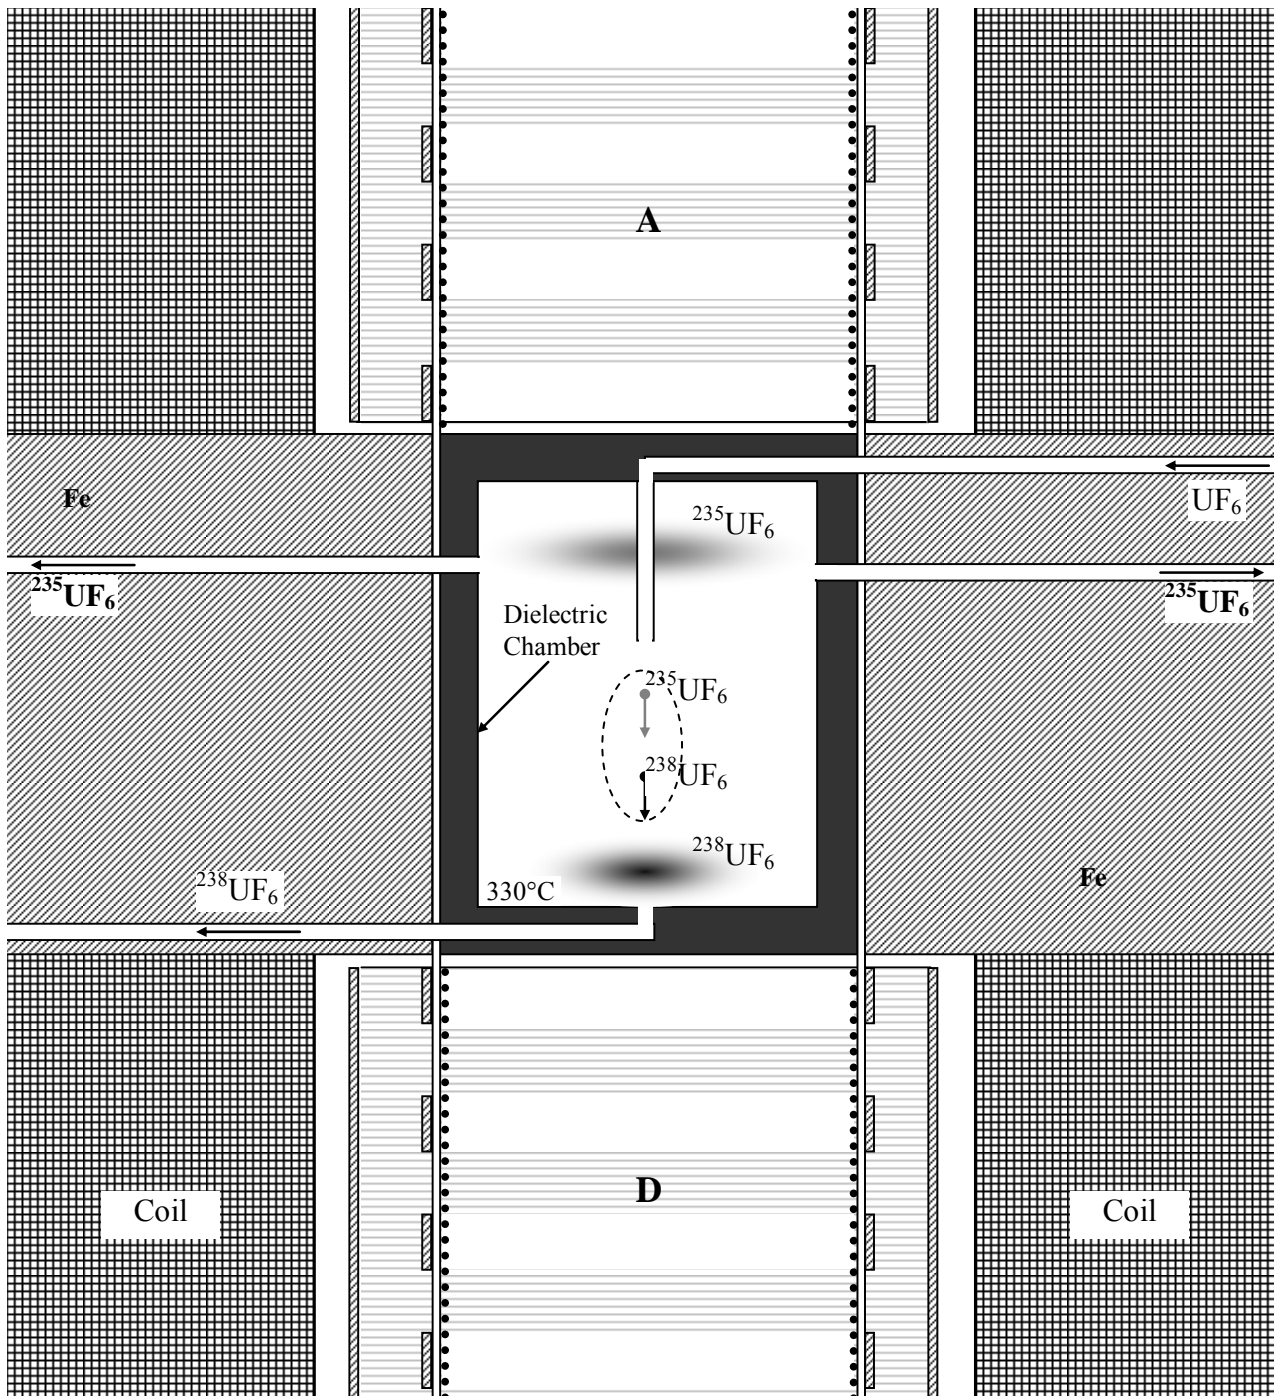 A
Fe
UF₆
²³⁵UF₆
²³⁵UF₆
²³⁵UF₆
Dielectric
Chamber
²³⁵UF₆
²³⁸UF₆
²³⁸UF₆
330°C
²³⁸UF₆
Fe
D
Coil
Coil